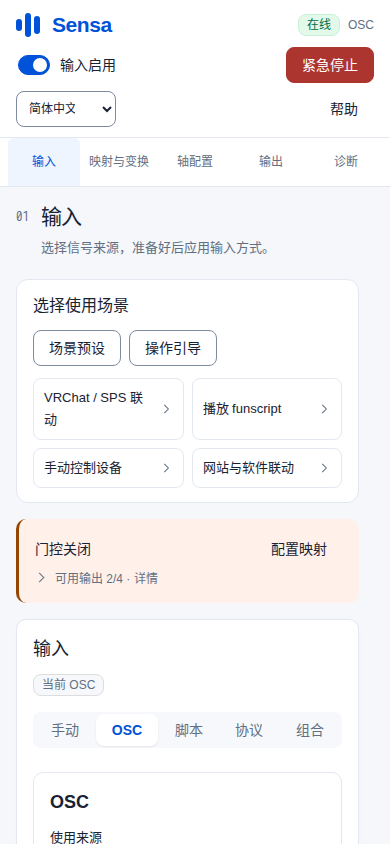 Sensa
在线 OSC
输入启用
紧急停止
简体中文
帮助
输入 映射与变换 轴配置 输出 诊断
01 输入
选择信号来源，准备好后应用输入方式。
选择使用场景
场景预设 操作引导
VRChat / SPS 联
动
播放 funscript
手动控制设备
网站与软件联动
门控关闭
配置映射
可用输出 2/4 · 详情
输入
当前 OSC
手动 OSC 脚本 协议 组合
OSC
使用来源